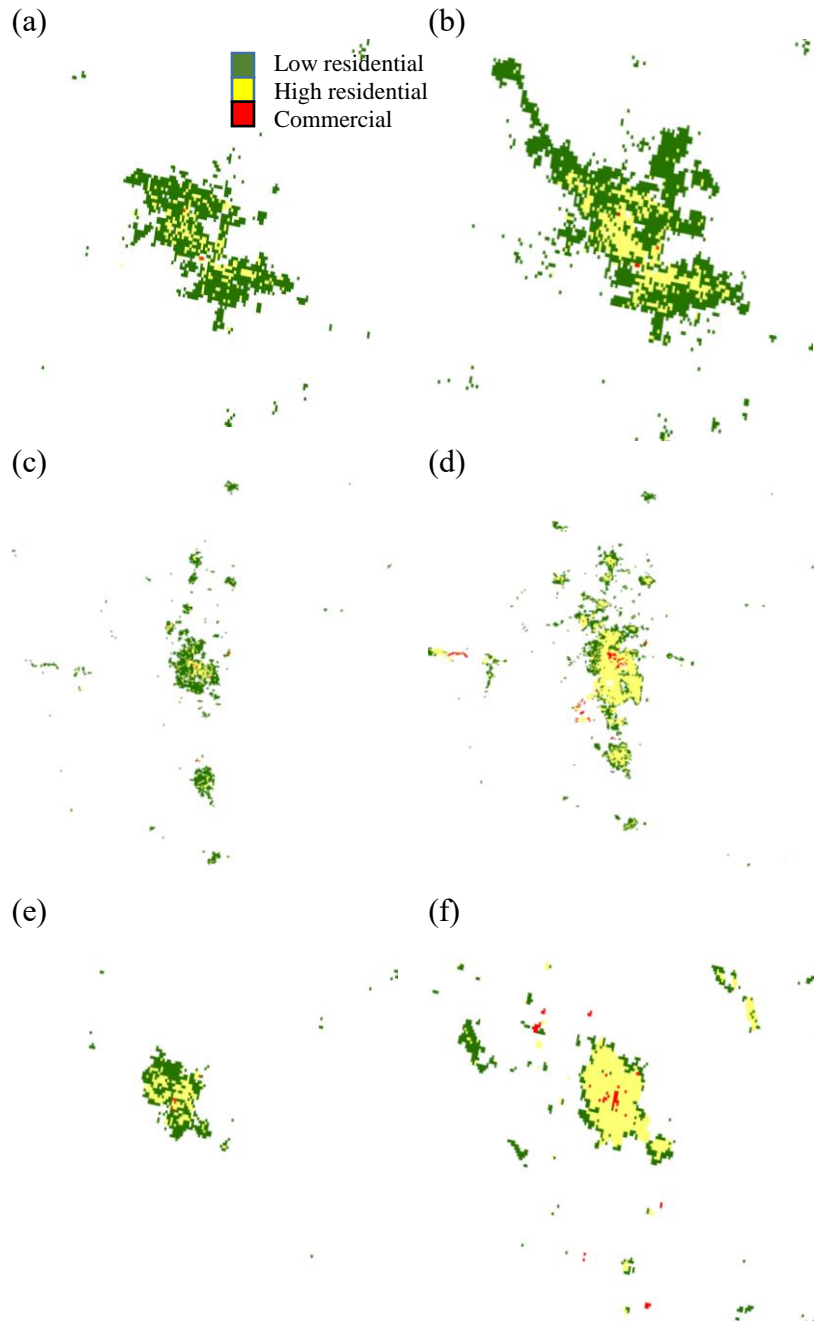 (a)
(b)
Low residential
High residential
Commercial
(c)
(d)
(e)
(f)